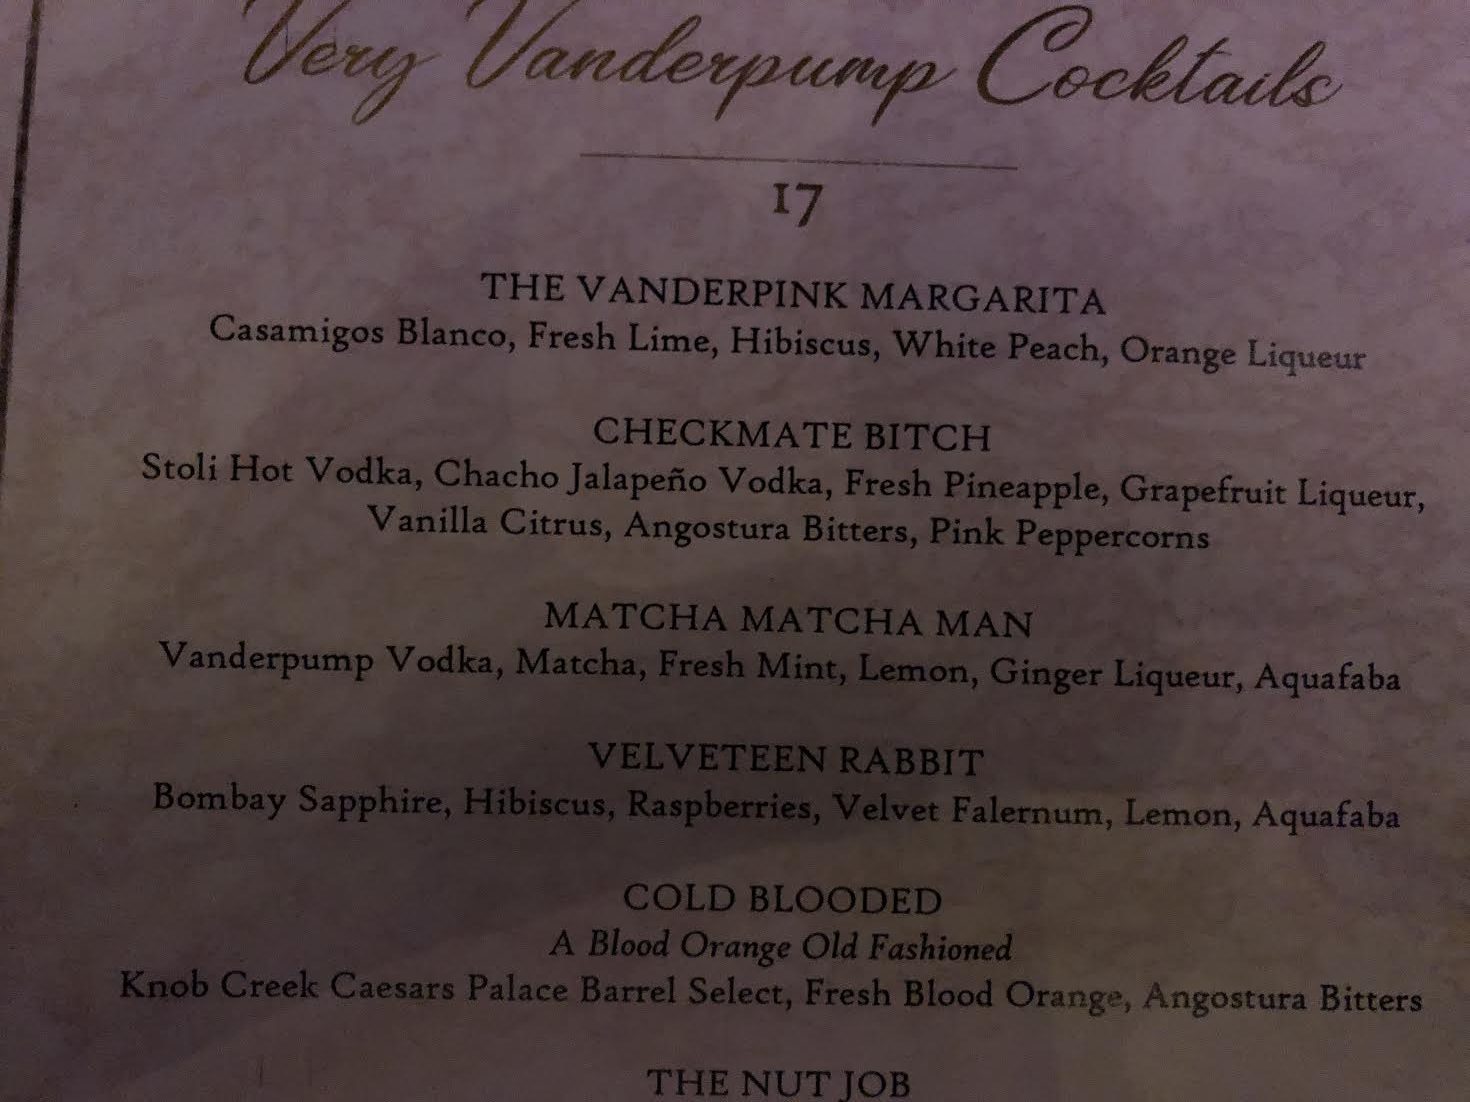 Very Vanderpump Cocktails
17
THE VANDERPINK MARGARITA
Casamigos Blanco, Fresh Lime, Hibiscus, White Peach, Orange Liqueur
CHECKMATE BITCH
Stoli Hot Vodka, Chacho Jalapeño Vodka, Fresh Pineapple, Grapefruit Liqueur,
Vanilla Citrus, Angostura Bitters, Pink Peppercorns
MATCHA MATCHA MAN
Vanderpump Vodka, Matcha, Fresh Mint, Lemon, Ginger Liqueur, Aquafaba
VELVETEEN RABBIT
Bombay Sapphire, Hibiscus, Raspberries, Velvet Falernum, Lemon, Aquafaba
COLD BLOODED
A Blood Orange Old Fashioned
Knob Creek Caesars Palace Barrel Select, Fresh Blood Orange, Angostura Bitters
THE NUT JOB